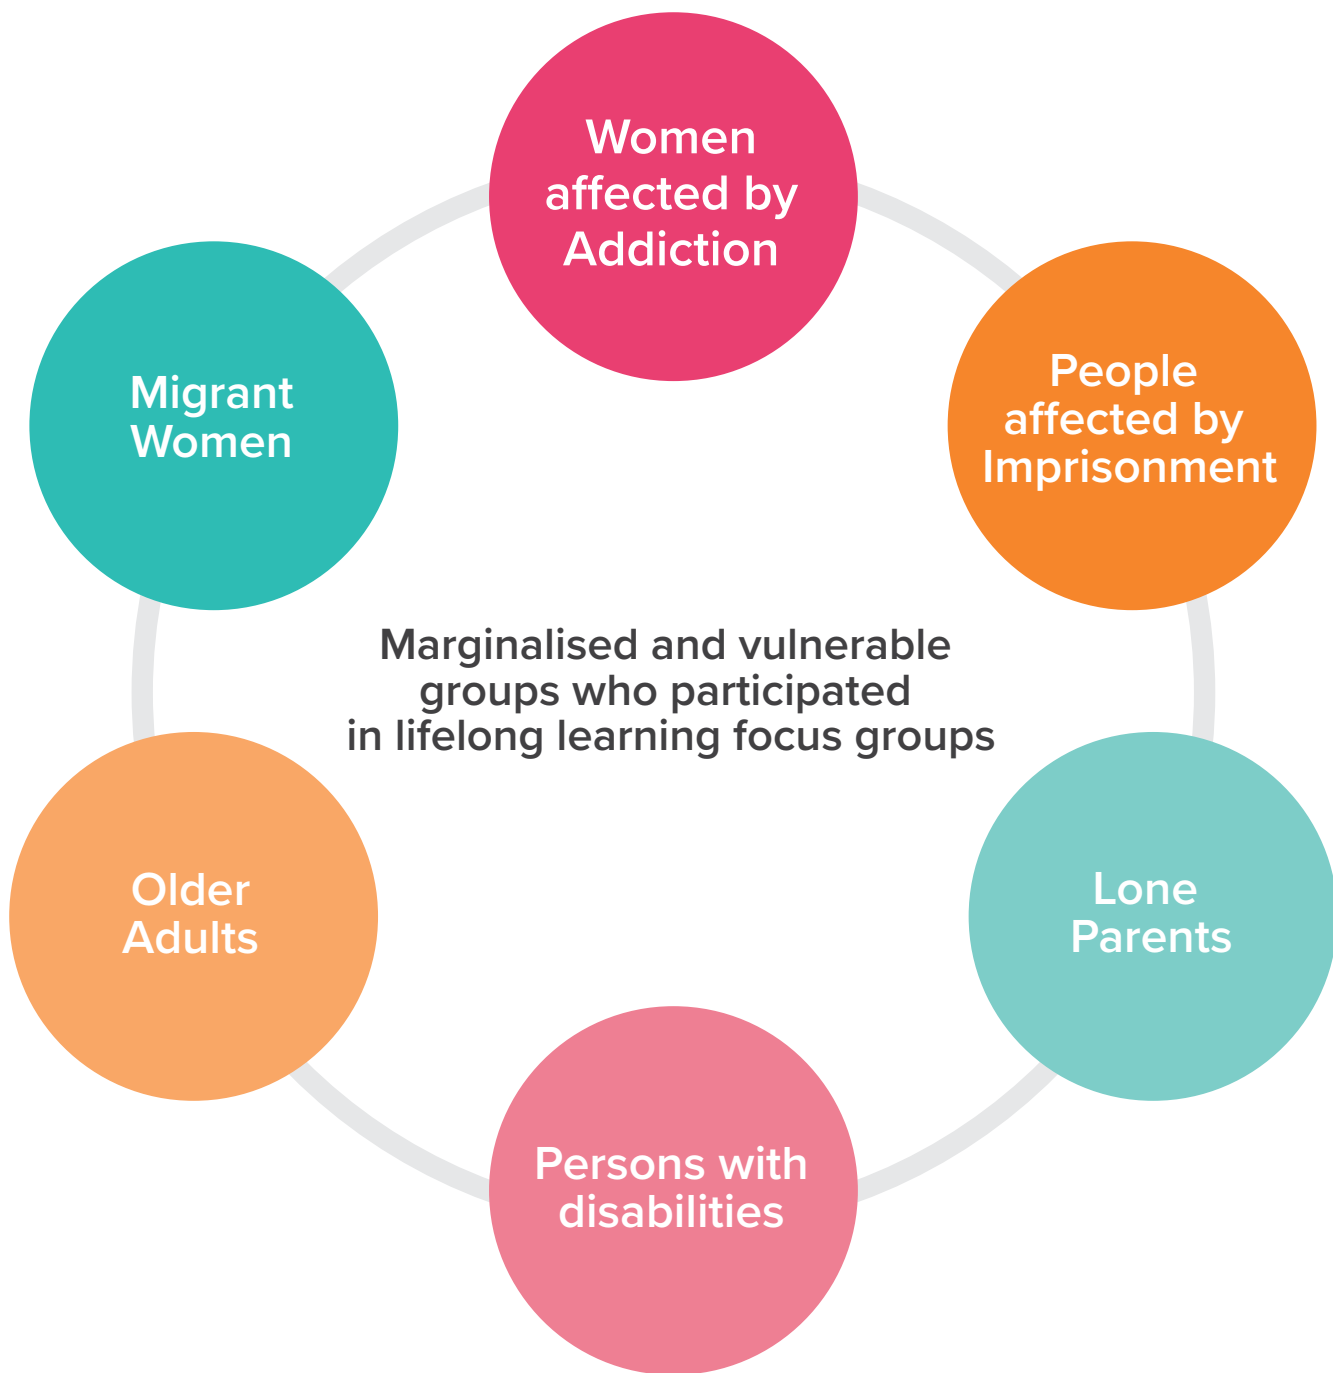 Women
affected by
Addiction
People
affected by
Imprisonment
Migrant
Women
Marginalised and vulnerable
groups who participated
in lifelong learning focus groups
Older
Adults
Lone
Parents
Persons with
disabilities